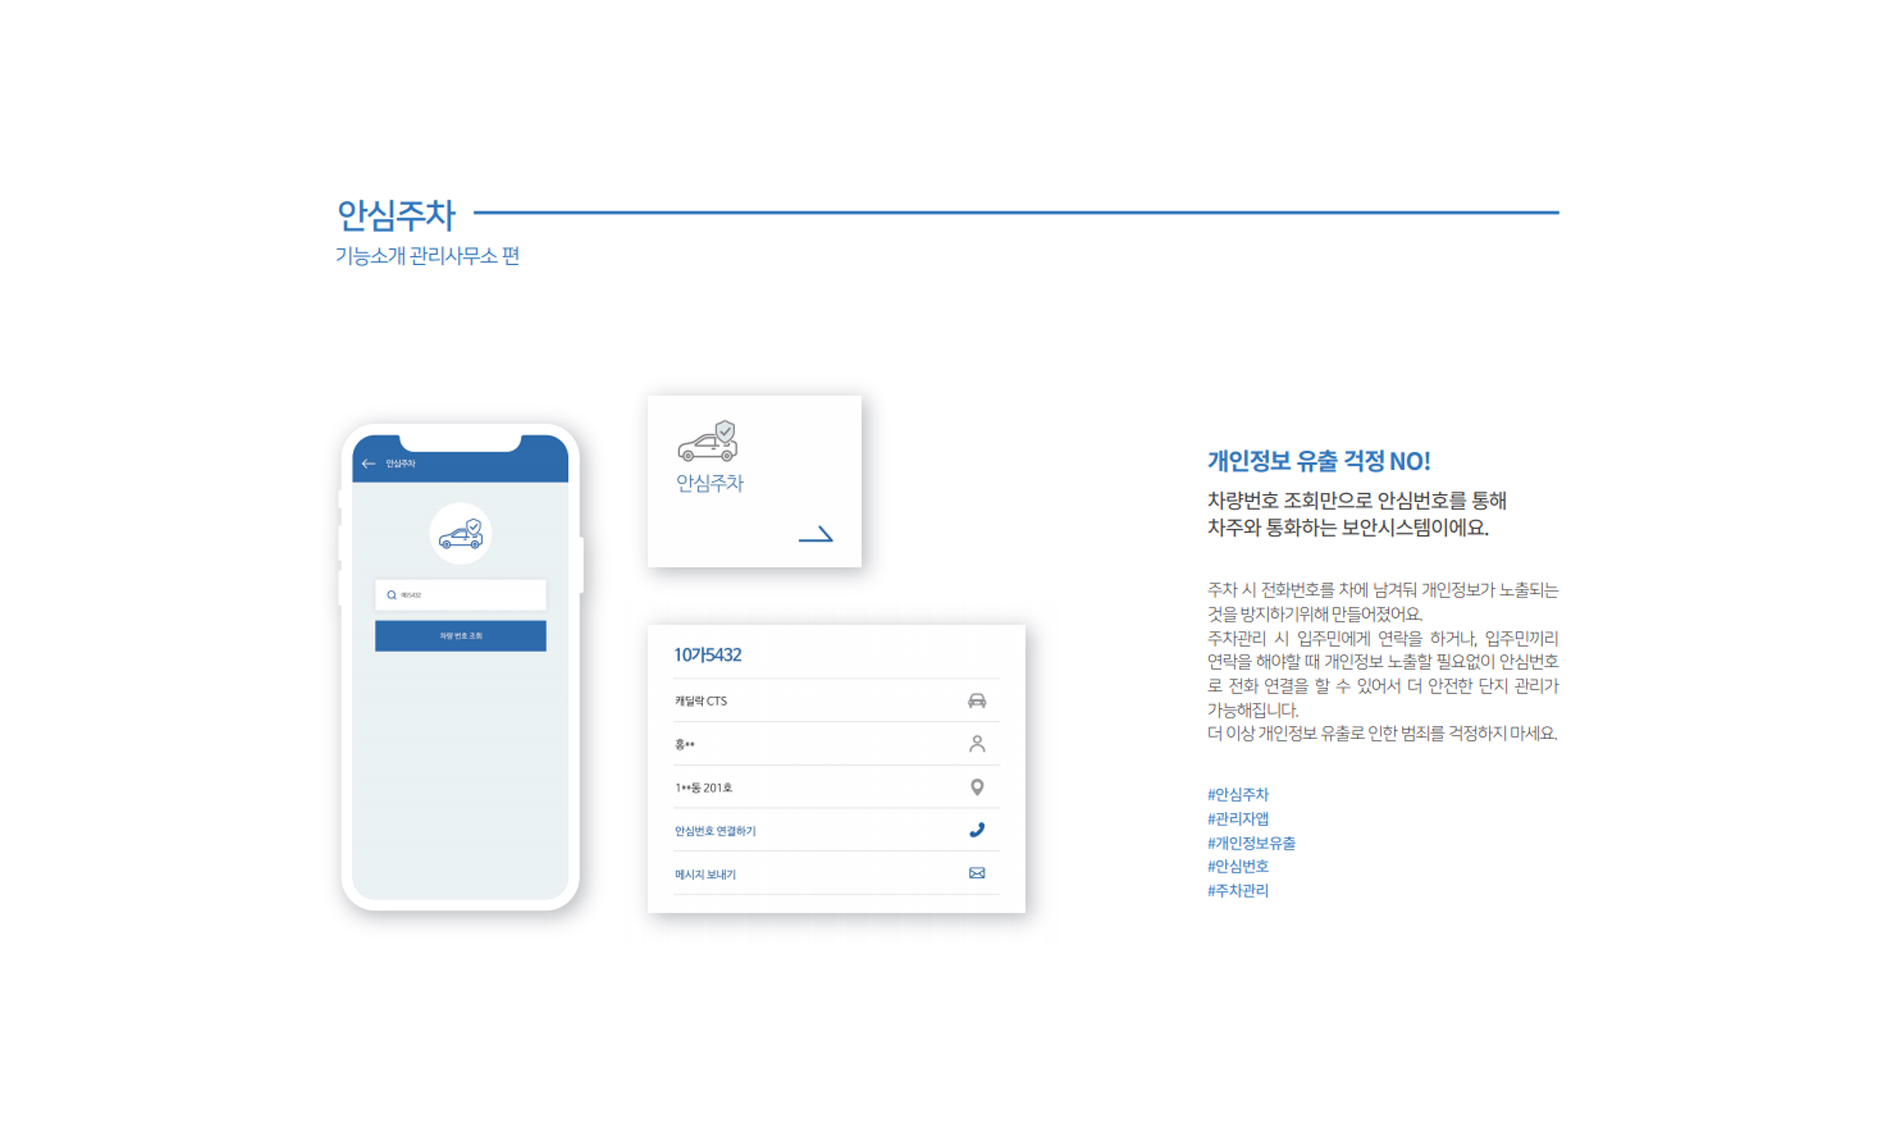 안심주차
기능소개 관리사무소 편
안심주차
예)5432
차량 번호 조회
안심주차
10가5432
캐딜락 CTS
홍**
1**동 201호
안심번호 연결하기
메시지 보내기
개인정보 유출 걱정 NO!
차량번호 조회만으로 안심번호를 통해
차주와 통화하는 보안시스템이에요.
주차 시 전화번호를 차에 남겨둬 개인정보가 노출되는
것을 방지하기위해 만들어졌어요.
주차관리 시 입주민에게 연락을 하거나, 입주민끼리
연락을 해야할 때 개인정보 노출할 필요없이 안심번호
로 전화 연결을 할 수 있어서 더 안전한 단지 관리가
가능해집니다.
더 이상 개인정보 유출로 인한 범죄를 걱정하지 마세요.
#안심주차
#관리자앱
#개인정보유출
#안심번호
#주차관리